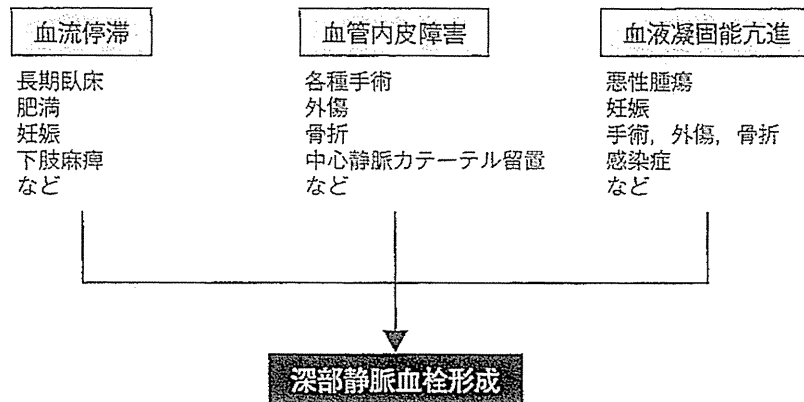 血流停滞
長期臥床
肥満
妊娠
下肢麻痺
など
血管内皮障害
各種手術
外傷
骨折
中心静脈カテーテル留置
など
血液凝固能亢進
悪性腫瘍
妊娠
手術，外傷，骨折
感染症
など
深部静脈血栓形成